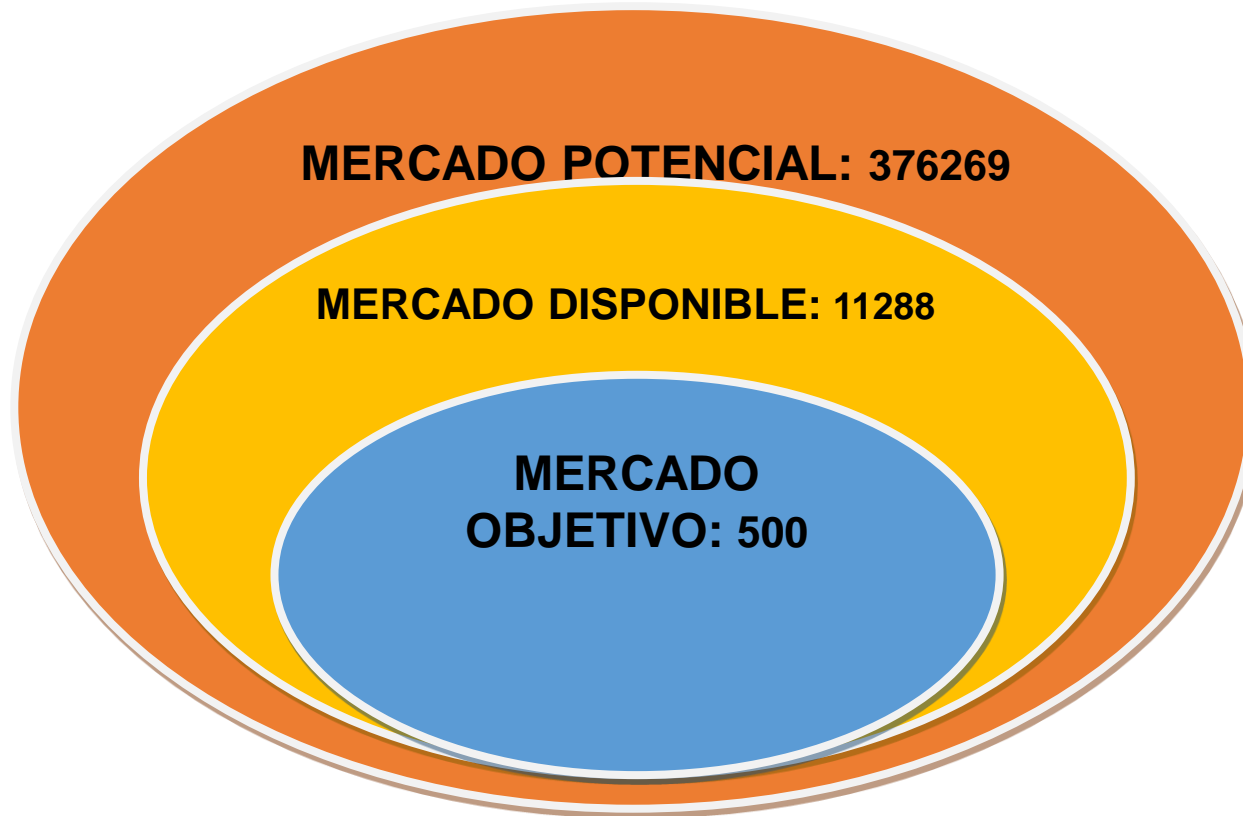 MERCADO POTENCIAL: 376269
MERCADO DISPONIBLE: 11288
MERCADO
OBJETIVO: 500